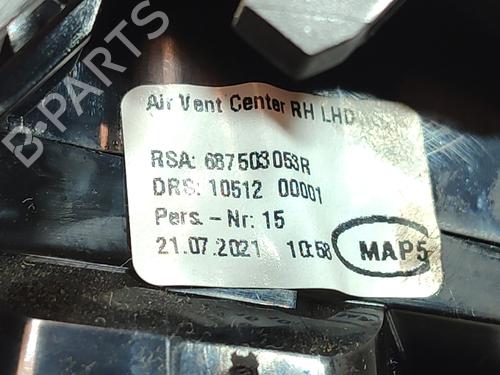 B-PARTS
Air Vent Center RH LHD
RSA: 687503053R
DRS: 10512 00001
Pers. - Nr: 15
21.07.2021 10:58 MAP5